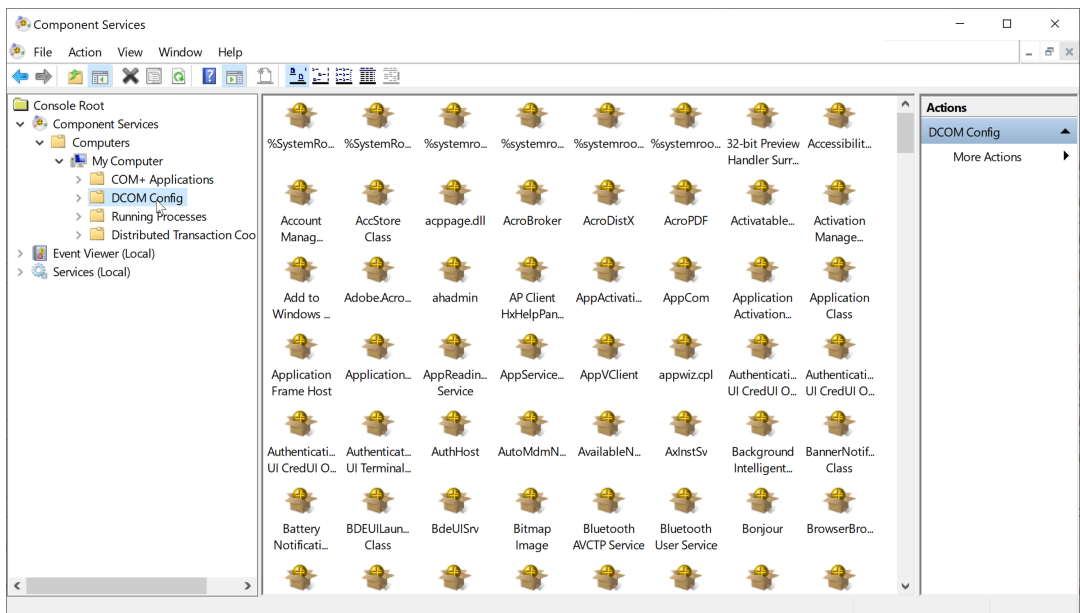 Component Services
File Action View Window Help
Console Root
Component Services
Computers
My Computer
COM+ Applications
DCOM Config
Running Processes
Distributed Transaction Coo
Event Viewer (Local)
Services (Local)
%SystemRo... %SystemRo... %systemro... %systemro... %systemroo... %systemroo... 32-bit Preview Accessibilit...
Handler Surr...
Account AccStore acppage.dll AcroBroker AcroDistX AcroPDF Activatable... Activation
Manag... Class Manage...
Add to Adobe.Acro... ahadmin AP Client AppActivati... AppCom Application Application
Windows ... HxHelpPan... Activation... Class
Application Application... AppReadin... AppService... AppVClient appwiz.cpl Authenticati... Authenticati...
Frame Host Service UI CredUI O... UI CredUI O...
Authenticati... Authenticat... AuthHost AutoMdmN... AvailableN... AxInstSv Background BannerNotif...
UI CredUI O... UI Terminal... Intelligent... Class
Battery BDEUILaun... BdeUISrv Bitmap Bluetooth Bluetooth Bonjour BrowserBro...
Notificati... Class Image AVCTP Service User Service
Actions
DCOM Config
More Actions